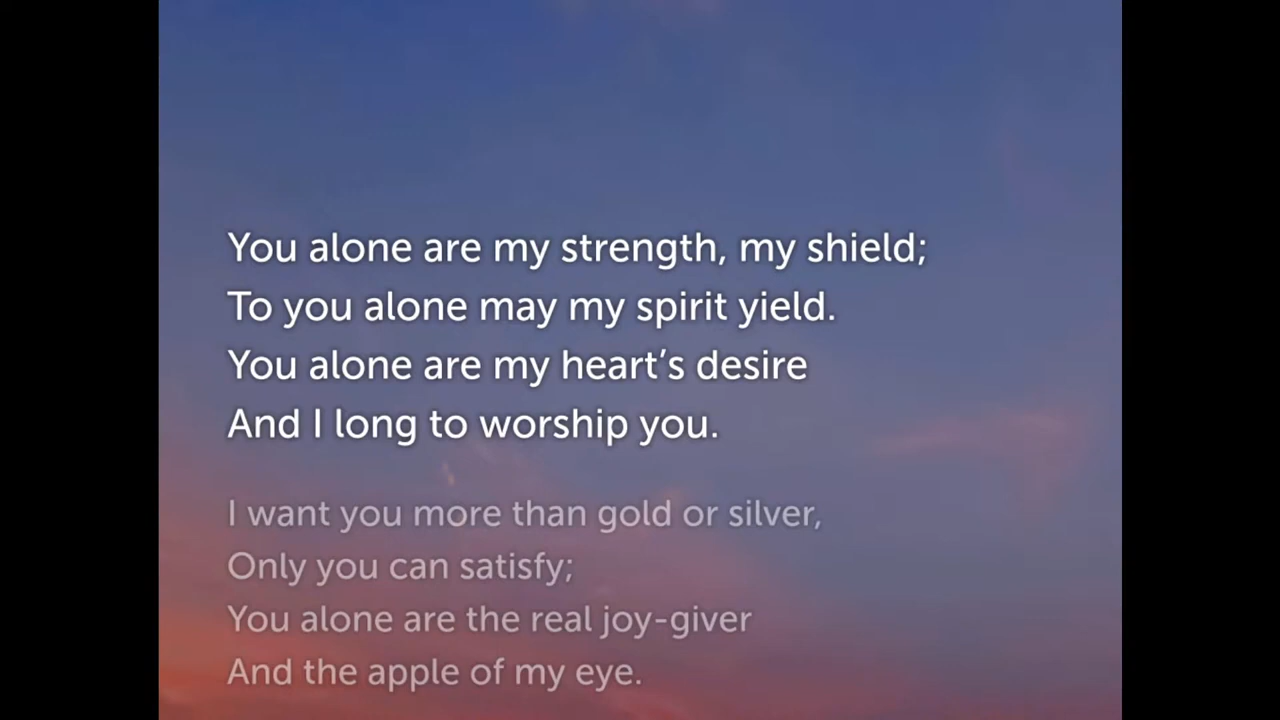 You alone are my strength, my shield;
To you alone may my spirit yield.
You alone are my heart’s desire
And I long to worship you.
I want you more than gold or silver,
Only you can satisfy;
You alone are the real joy-giver
And the apple of my eye.